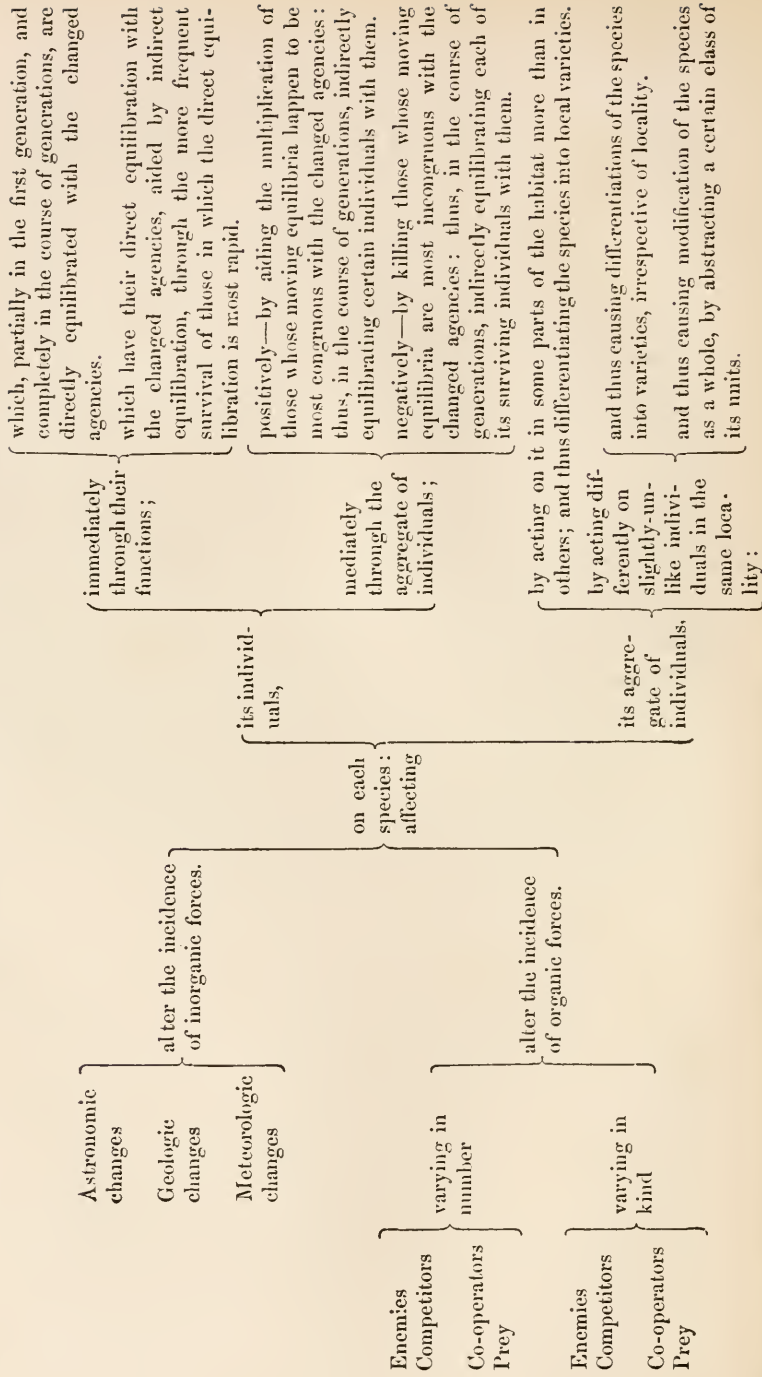 Astronomic
changes
Geologic
changes
Meteorologic
changes
alter the incidence
of inorganic forces.
Enemies
Competitors
Co-operators
Prey
varying in
number
Enemies
Competitors
Co-operators
Prey
varying in
kind
alter the incidence
of organic forces.
on each
species:
affecting
its individ-
uals,
immediately
through their
functions;
which, partially in the first generation, and
completely in the course of generations, are
directly equilibrated with the changed
agencies.
which have their direct equilibration with
the changed agencies, aided by indirect
equilibration, through the more frequent
survival of those in which the direct equi-
libration is most rapid.
mediately
through the
aggregate of
individuals;
positively—by aiding the multiplication of
those whose moving equilibria happen to be
most congruous with the changed agencies:
thus, in the course of generations, indirectly
equilibrating certain individuals with them.
negatively—by killing those whose moving
equilibria are most incongruous with the
changed agencies: thus, in the course of
generations, indirectly equilibrating each of
its surviving individuals with them.
its aggre-
gate of
individuals,
by acting on it in some parts of the habitat more than in
others; and thus differentiating the species into local varieties.
by acting dif-
ferently on
slightly-un-
like indivi-
duals in the
same loca-
lity:
and thus causing differentiations of the species
into varieties, irrespective of locality.
and thus causing modification of the species
as a whole, by abstracting a certain class of
its units.